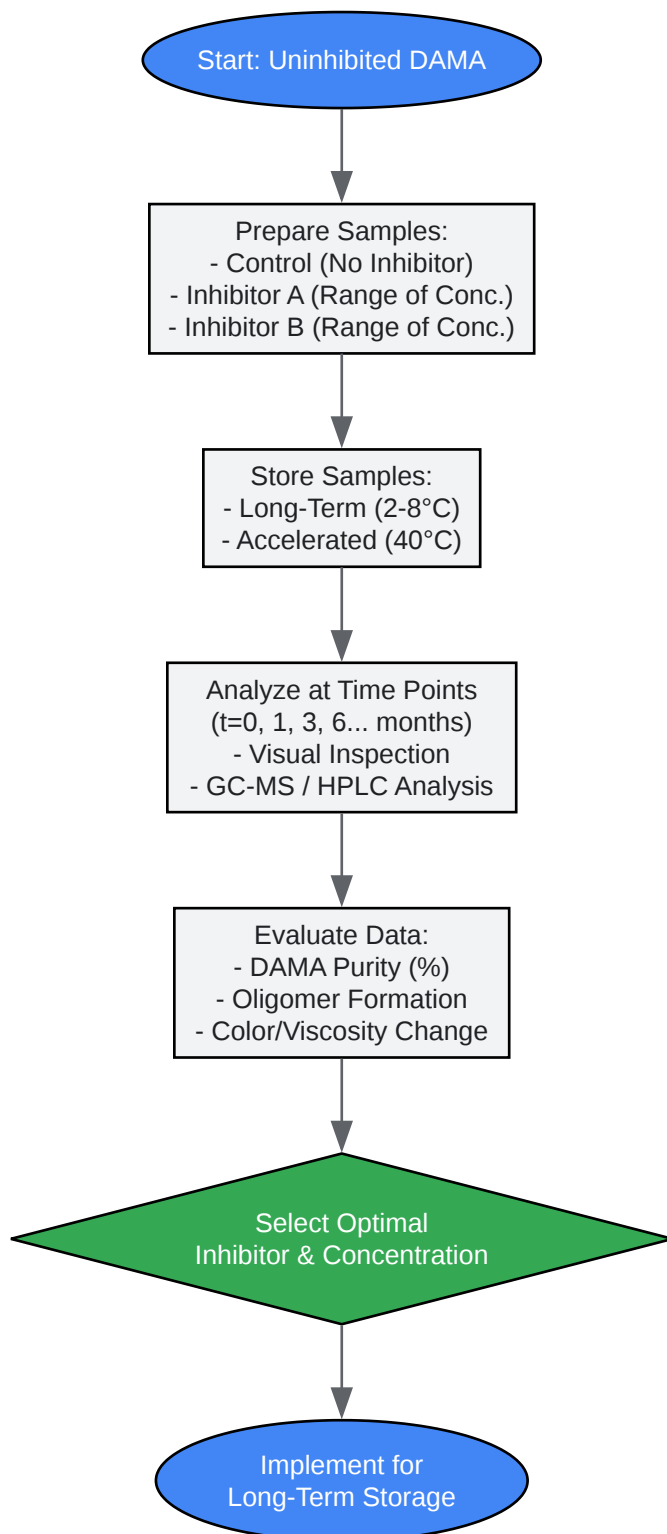 Start: Uninhibited DAMA
Prepare Samples:
- Control (No Inhibitor)
- Inhibitor A (Range of Conc.)
- Inhibitor B (Range of Conc.)
Store Samples:
- Long-Term (2-8°C)
- Accelerated (40°C)
Analyze at Time Points
(t=0, 1, 3, 6... months)
- Visual Inspection
- GC-MS / HPLC Analysis
Evaluate Data:
- DAMA Purity (%)
- Oligomer Formation
- Color/Viscosity Change
Select Optimal
Inhibitor & Concentration
Implement for
Long-Term Storage